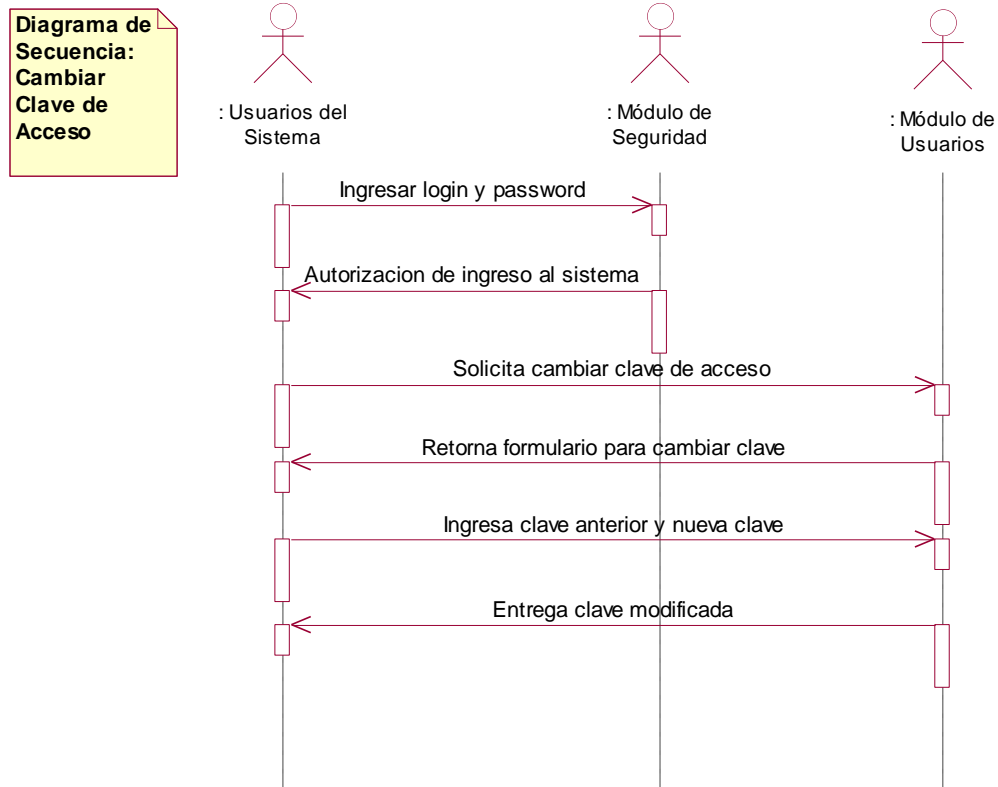 Diagrama de
Secuencia:
Cambiar
Clave de
Acceso
: Usuarios del
Sistema
: Módulo de
Seguridad
: Módulo de
Usuarios
Ingresar login y password
Autorizacion de ingreso al sistema
Solicita cambiar clave de acceso
Retorna formulario para cambiar clave
Ingresa clave anterior y nueva clave
Entrega clave modificada